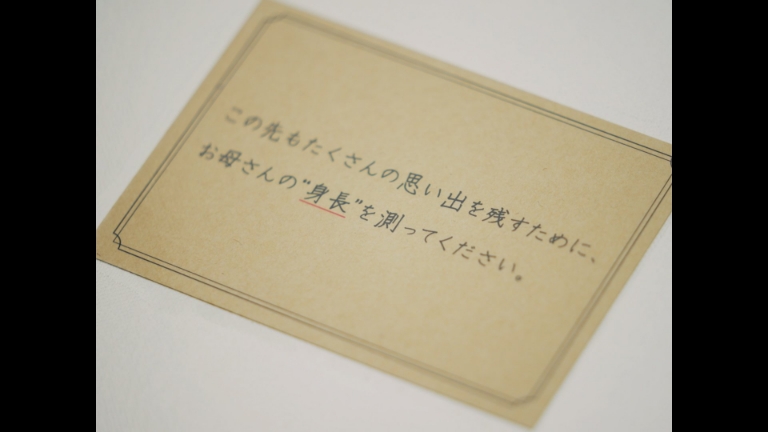 この先もたくさんの思い出を残すために、
お母さんの"身長"を測ってください。